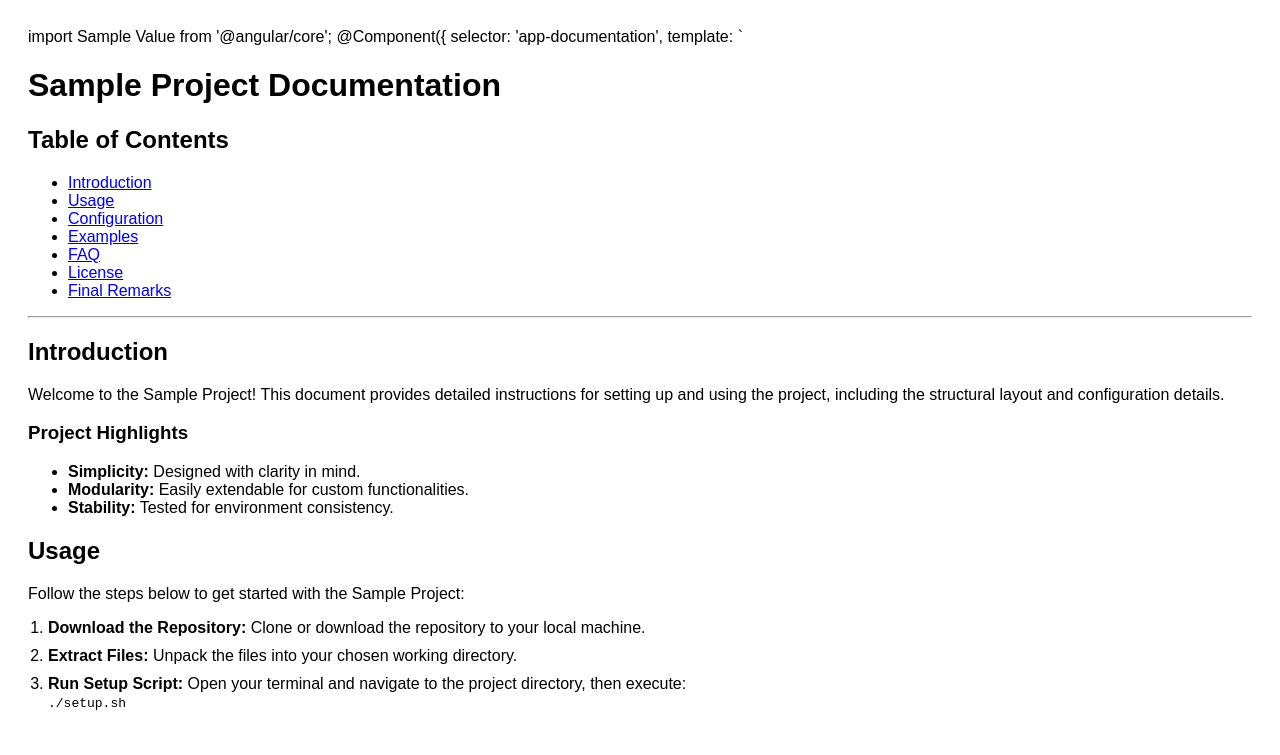 import Sample Value from '@angular/core'; @Component({ selector: 'app-documentation', template: `
Sample Project Documentation
Table of Contents
Introduction
Usage
Configuration
Examples
FAQ
License
Final Remarks
Introduction
Welcome to the Sample Project! This document provides detailed instructions for setting up and using the project, including the structural layout and configuration details.
Project Highlights
Simplicity: Designed with clarity in mind.
Modularity: Easily extendable for custom functionalities.
Stability: Tested for environment consistency.
Usage
Follow the steps below to get started with the Sample Project:
1. Download the Repository: Clone or download the repository to your local machine.
2. Extract Files: Unpack the files into your chosen working directory.
3. Run Setup Script: Open your terminal and navigate to the project directory, then execute:
./setup.sh